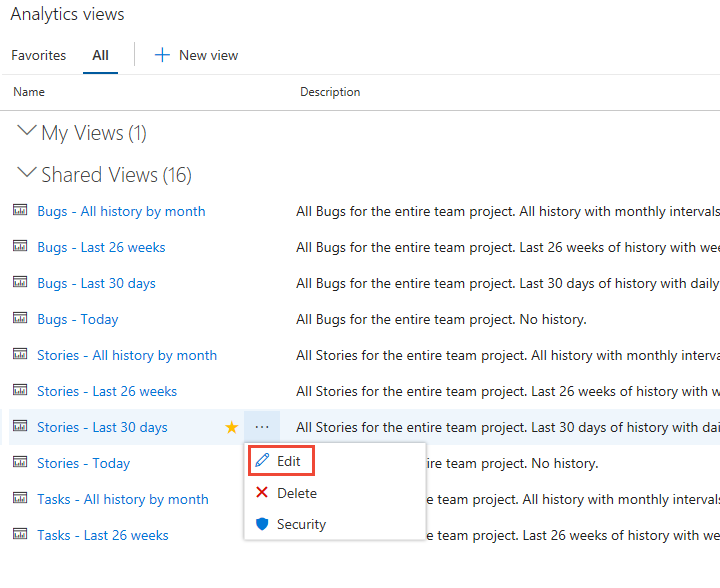 Analytics views
Favorites All New view
Name Description
My Views (1)
Shared Views (16)
Bugs - All history by month All Bugs for the entire team project. All history with monthly intervals
Bugs - Last 26 weeks All Bugs for the entire team project. Last 26 weeks of history with wee
Bugs - Last 30 days All Bugs for the entire team project. Last 30 days of history with daily
Bugs - Today All Bugs for the entire team project. No history.
Stories - All history by month All Stories for the entire team project. All history with monthly interva
Stories - Last 26 weeks All Stories for the entire team project. Last 26 weeks of history with w
Stories - Last 30 days ... All Stories for the entire team project. Last 30 days of history with dai
Stories - Today ire team project. No history.
Edit
Tasks - All history by month e team project. All history with monthly intervals
Delete
Security
Tasks - Last 26 weeks e team project. Last 26 weeks of history with wee